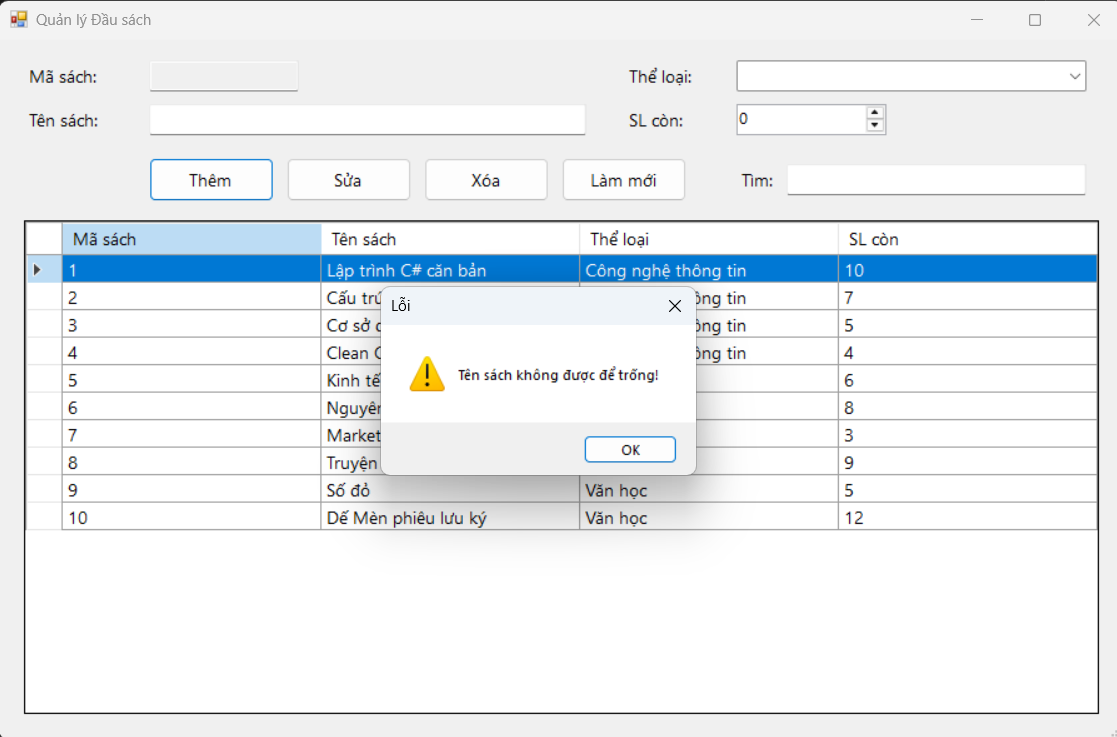 Quản lý Đầu sách
Mã sách:
Thể loại:
Tên sách:
SL còn:
0
Thêm
Sửa
Xóa
Làm mới
Tìm:
Mã sách Tên sách Thể loại SL còn
1 Lập trình C# căn bản Công nghệ thông tin 10
2 Cấu thông tin 7
3 Cơ sở thông tin 5
4 Clean thông tin 4
5 Kinh tế 6
6 Nguyên 8
7 Market 3
8 Truyện 9
9 Số đỏ Văn học 5
10 Dế Mèn phiêu lưu ký Văn học 12
Lỗi
Tên sách không được để trống!
OK